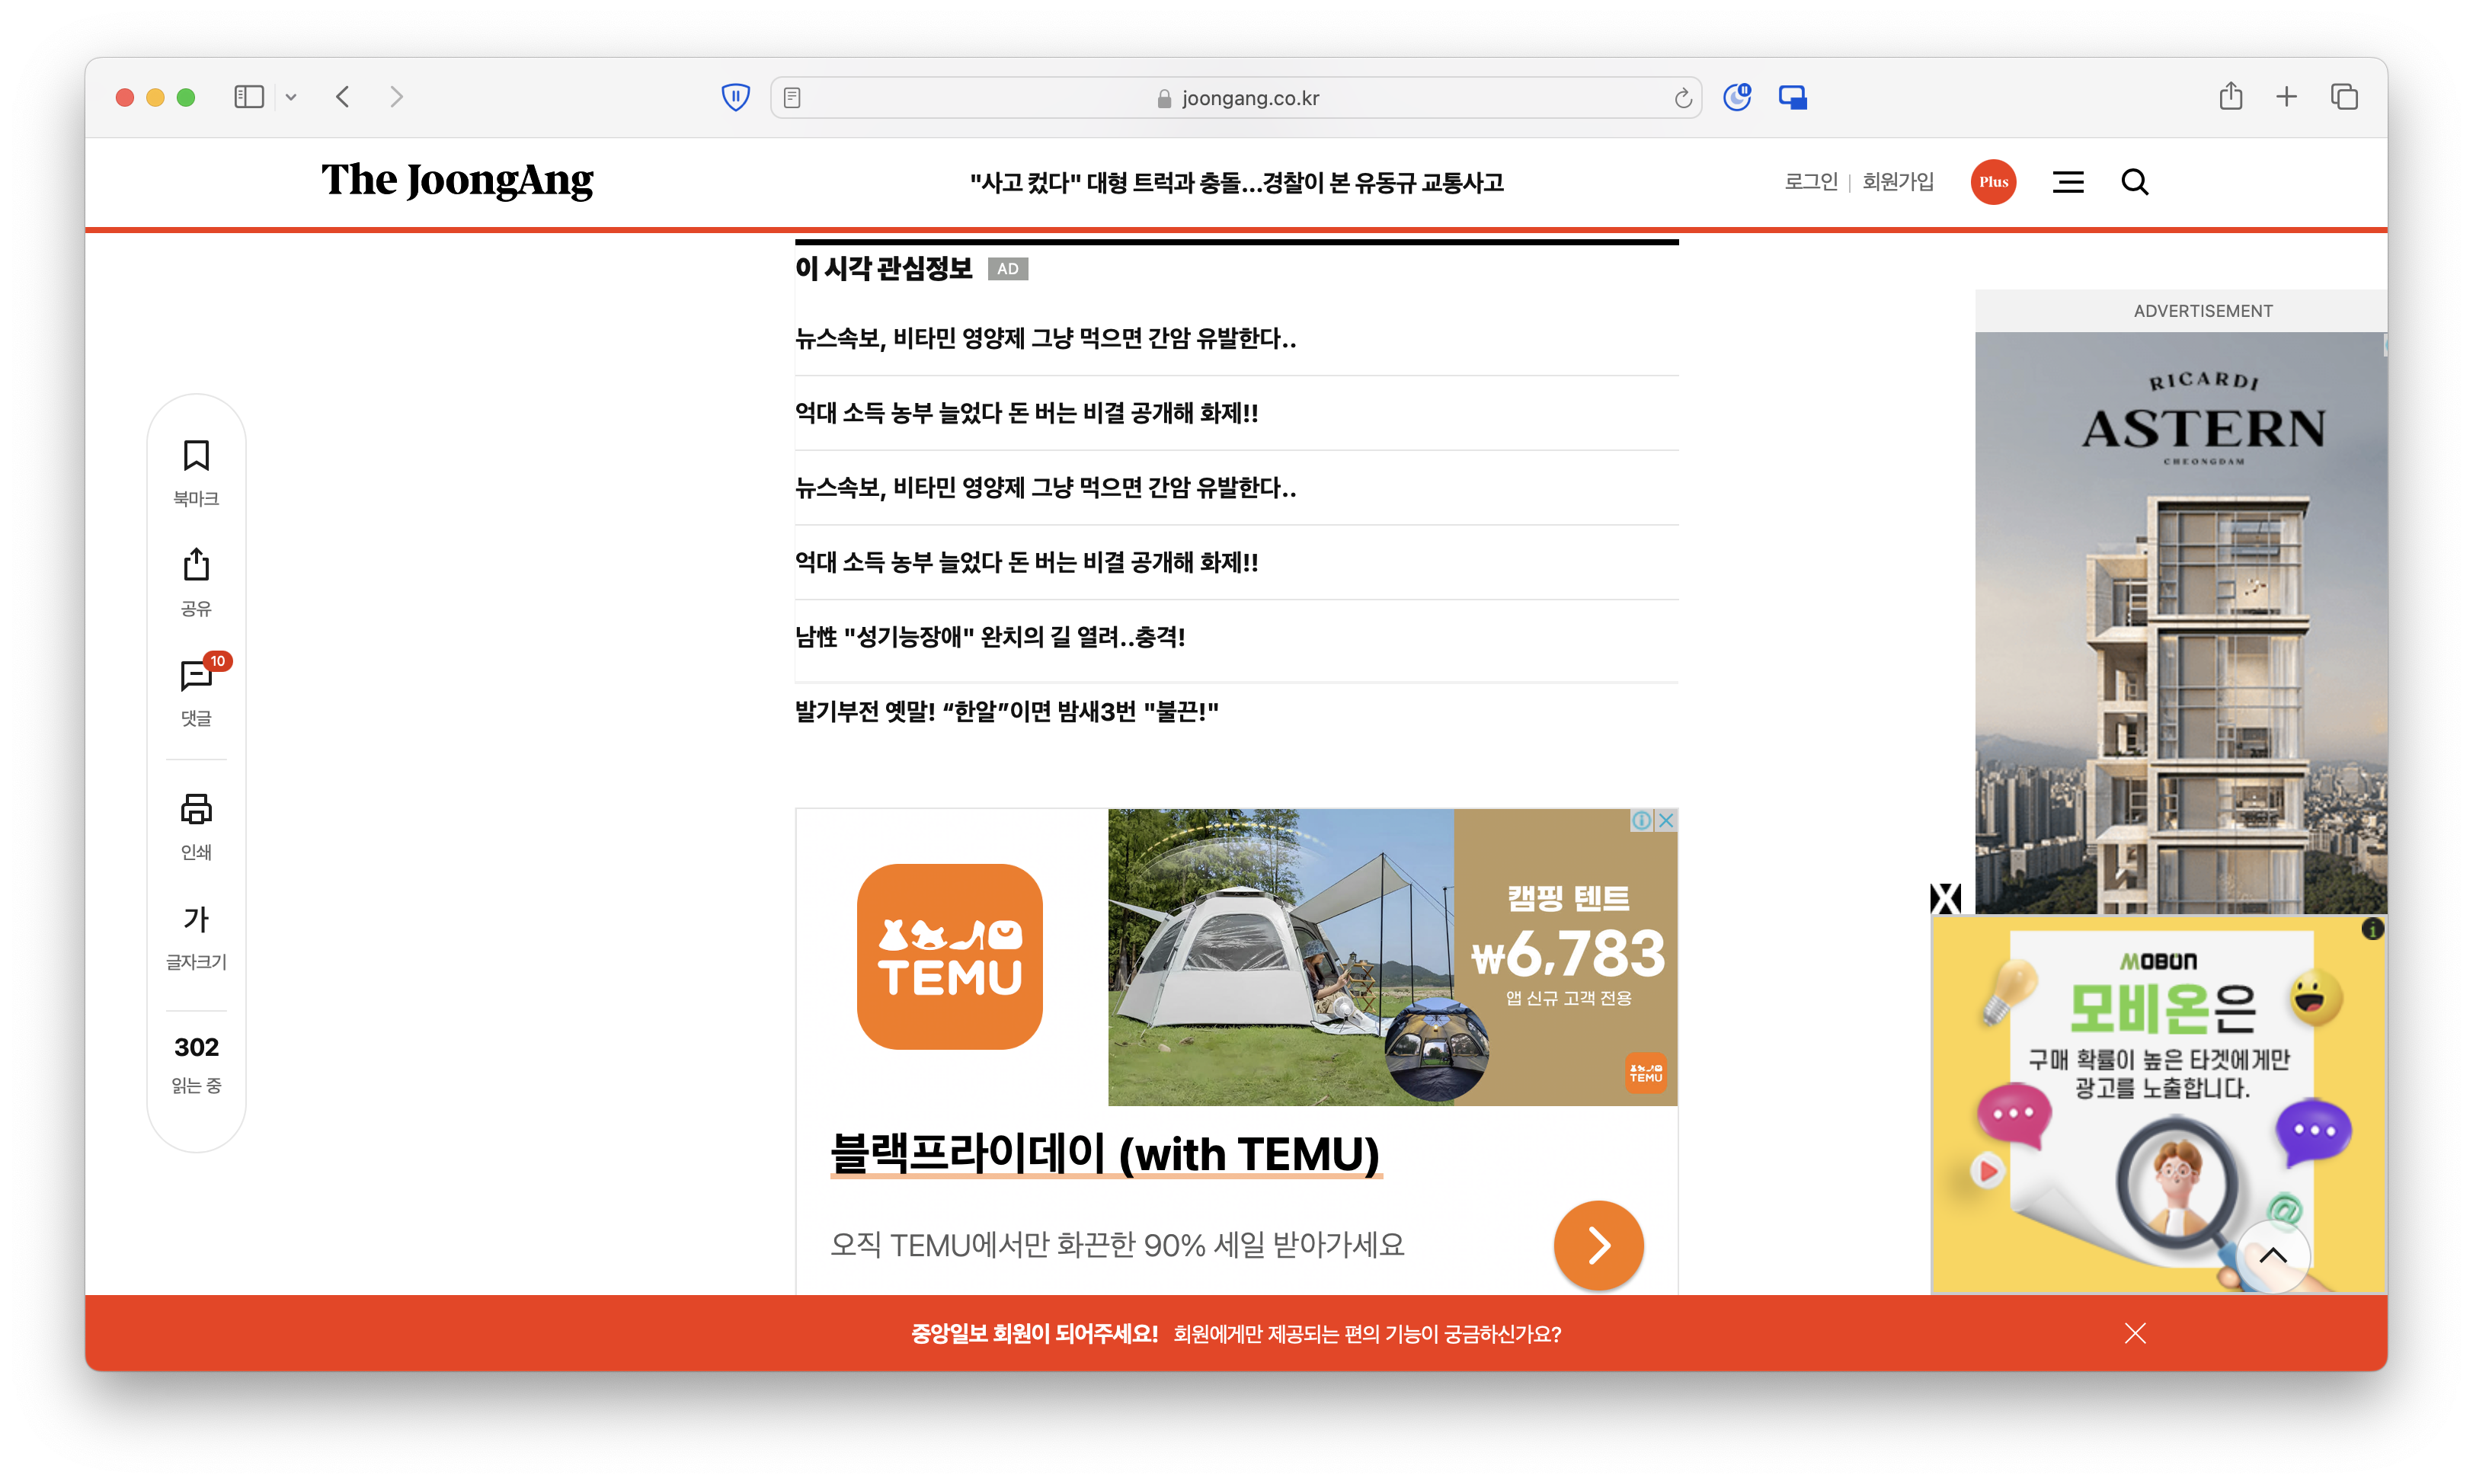 joongang.co.kr
The JoongAng
"사고 컸다" 대형 트럭과 충돌...경찰이 본 유동규 교통사고
로그인 | 회원가입
Plus
이 시각 관심정보 AD
뉴스속보, 비타민 영양제 그냥 먹으면 간암 유발한다..
억대 소득 농부 늘었다 돈 버는 비결 공개해 화제!!
뉴스속보, 비타민 영양제 그냥 먹으면 간암 유발한다..
억대 소득 농부 늘었다 돈 버는 비결 공개해 화제!!
남性 "성기능장애" 완치의 길 열려..충격!
발기부전 옛말! “한알”이면 밤새3번 "불끈!"
북마크
공유
10
댓글
인쇄
가
글자크기
302
읽는 중
TEMU
캠핑 텐트
₩6,783
앱 신규 고객 전용
TEMU
블랙프라이데이 (with TEMU)
오직 TEMU에서만 화끈한 90% 세일 받아가세요
ADVERTISEMENT
RICARDI
ASTERN
CHEONGDAM
X
MOBON
모비온은
구매 확률이 높은 타겟에게만
광고를 노출합니다.
@
중앙일보 회원이 되어주세요! 회원에게만 제공되는 편의 기능이 궁금하신가요?